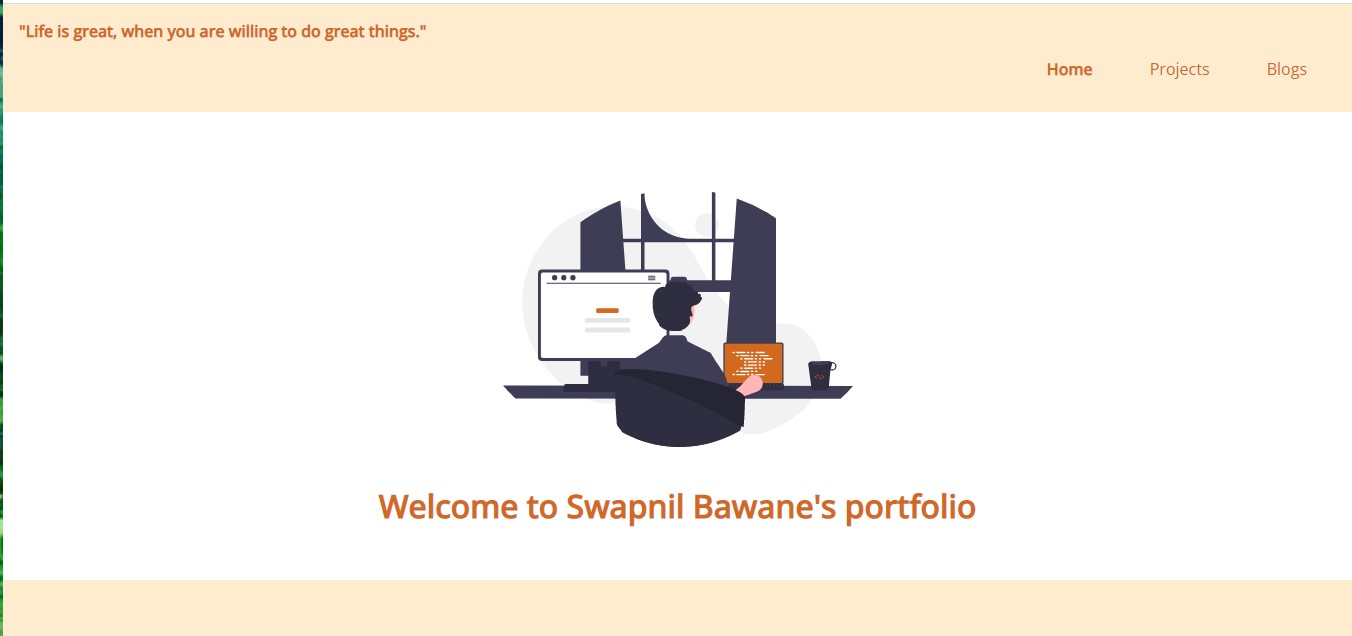 "Life is great, when you are willing to do great things."
Home Projects Blogs
Welcome to Swapnil Bawane's portfolio